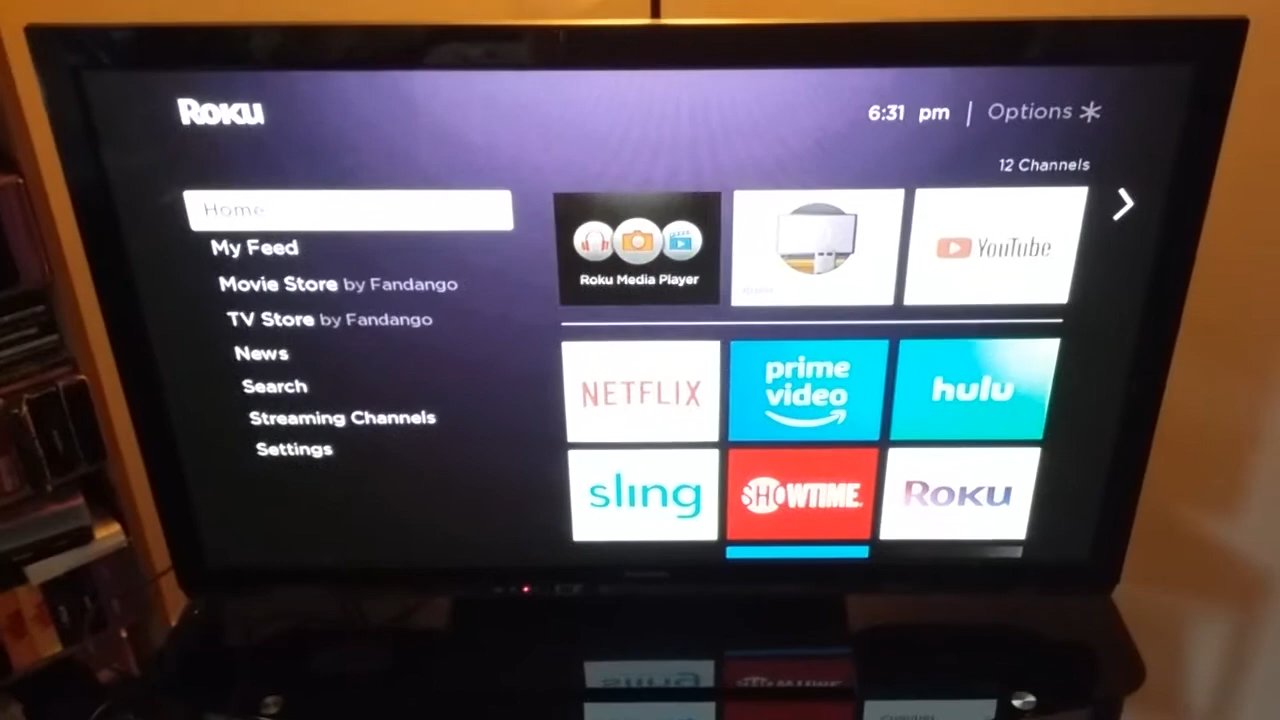 ROKU
6:31 pm | Options *
12 Channels
Home
My Feed
Movie Store by Fandango
TV Store by Fandango
News
Search
Streaming Channels
Settings
Roku Media Player
YouTube
NETFLIX
prime video
hulu
sling
SHOWTIME
ROKU